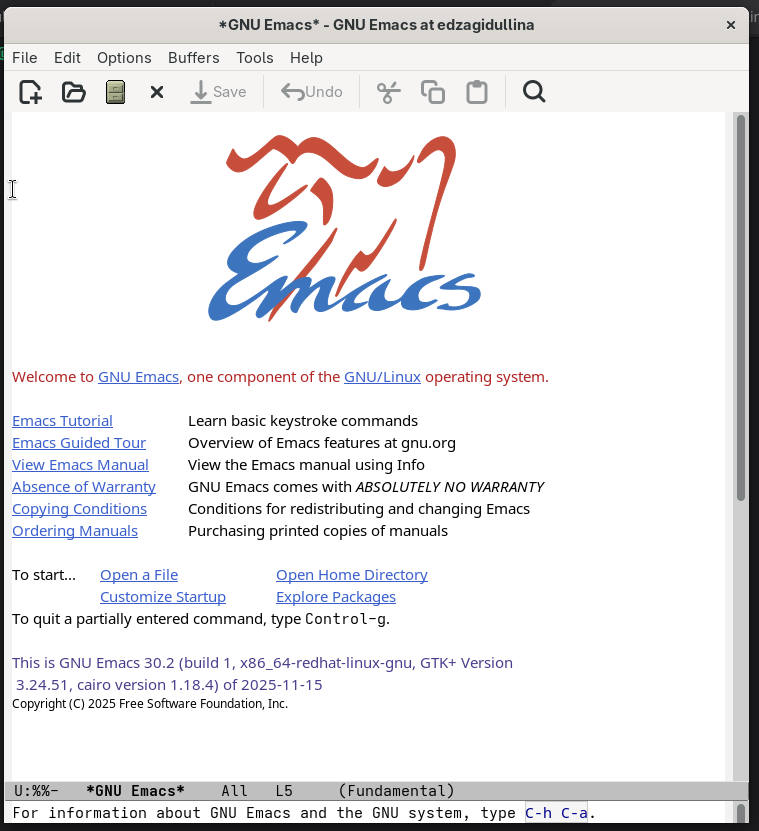 *GNU Emacs* - GNU Emacs at edzagidullina
File Edit Options Buffers Tools Help
Save Undo
Emacs
Welcome to GNU Emacs, one component of the GNU/Linux operating system.
Emacs Tutorial Learn basic keystroke commands
Emacs Guided Tour Overview of Emacs features at gnu.org
View Emacs Manual View the Emacs manual using Info
Absence of Warranty GNU Emacs comes with ABSOLUTELY NO WARRANTY
Copying Conditions Conditions for redistributing and changing Emacs
Ordering Manuals Purchasing printed copies of manuals
To start... Open a File Open Home Directory
Customize Startup Explore Packages
To quit a partially entered command, type Control-g.
This is GNU Emacs 30.2 (build 1, x86_64-redhat-linux-gnu, GTK+ Version
3.24.51, cairo version 1.18.4) of 2025-11-15
Copyright (C) 2025 Free Software Foundation, Inc.
U:%%- *GNU Emacs* All L5 (Fundamental)
For information about GNU Emacs and the GNU system, type C-h C-a.